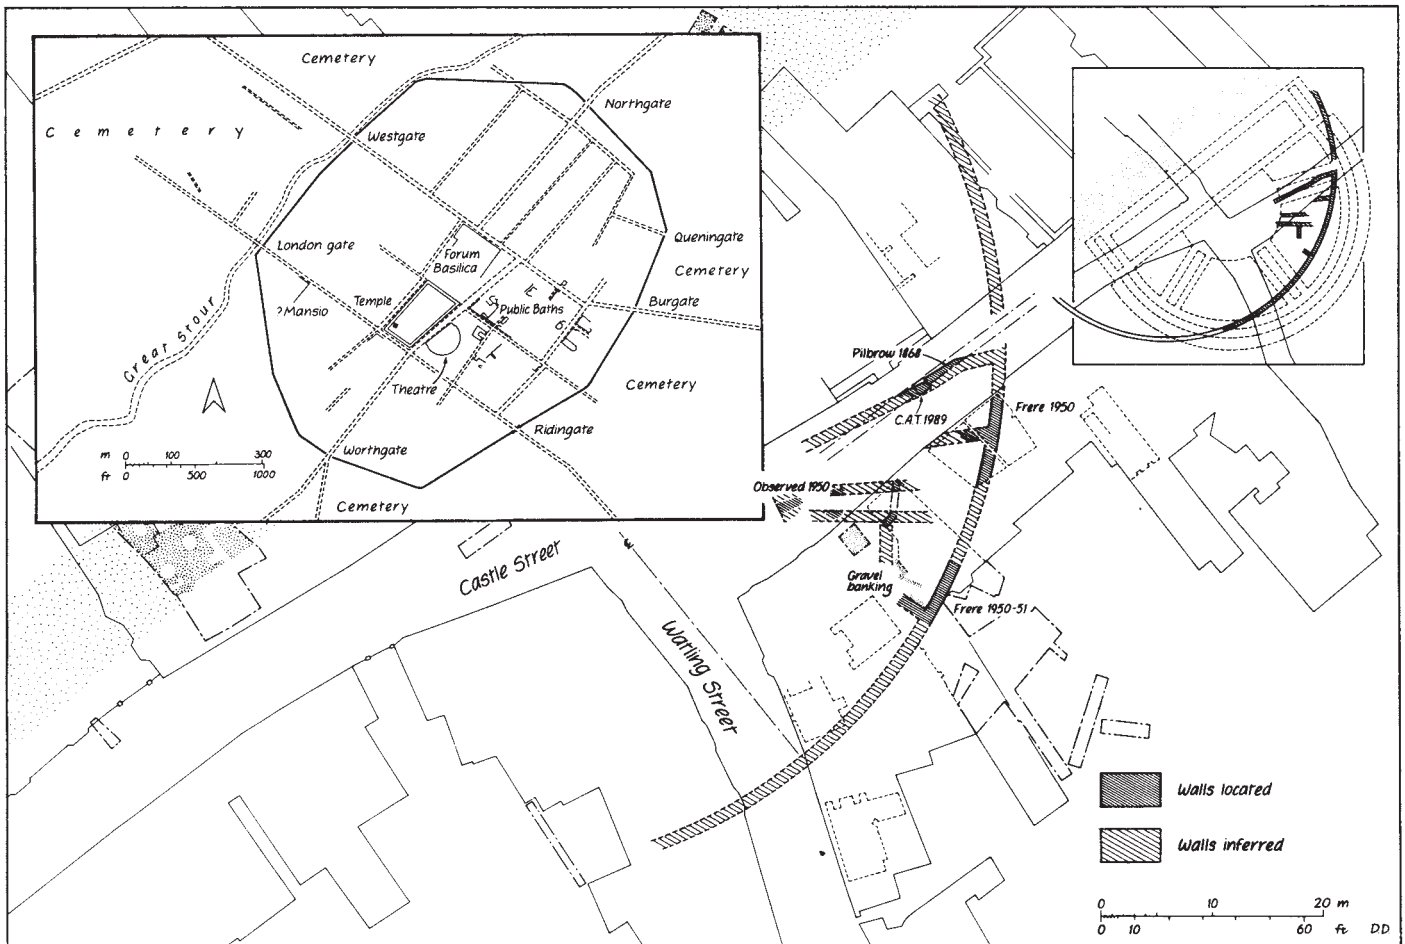 Cemetery
Northgate
Cemetery
Westgate
Queningate
London gate
Forum
Basilica
Cemetery
Temple
Public Baths
Burgate
? Mansio
Great Stour
Theatre
Cemetery
Ridingate
Worthgate
m 0 100 300
ft 0 500 1000
Cemetery
Pilbrow 1868
C.A.T. 1989
Frere 1950
Observed 1950
Gravel
banking
Frere 1950-51
Castle Street
Watling Street
Walls located
Walls inferred
0 10 20 m
0 10 60 ft
DD